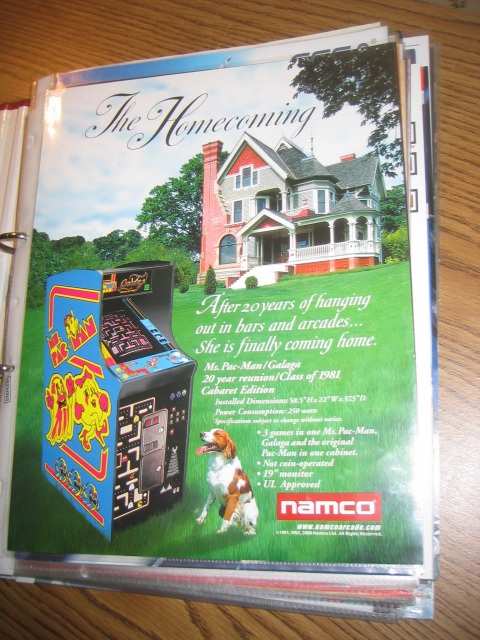 The Homecoming
After 20 years of hanging
out in bars and arcades...
She is finally coming home.
Ms. Pac-Man/Galaga
20 year reunion/Class of 1981
Cabaret Edition
Installed Dimensions: 58.5"H x 22"W x 32.5"D
Power Consumption: 250 watts
Specifications subject to change without notice.
• 3 games in one Ms. Pac-Man,
Galaga and the original
Pac-Man in one cabinet.
• Not coin-operated
• 19" monitor
• UL Approved
MS. PAC-MAN
namco
www.namcoarcade.com